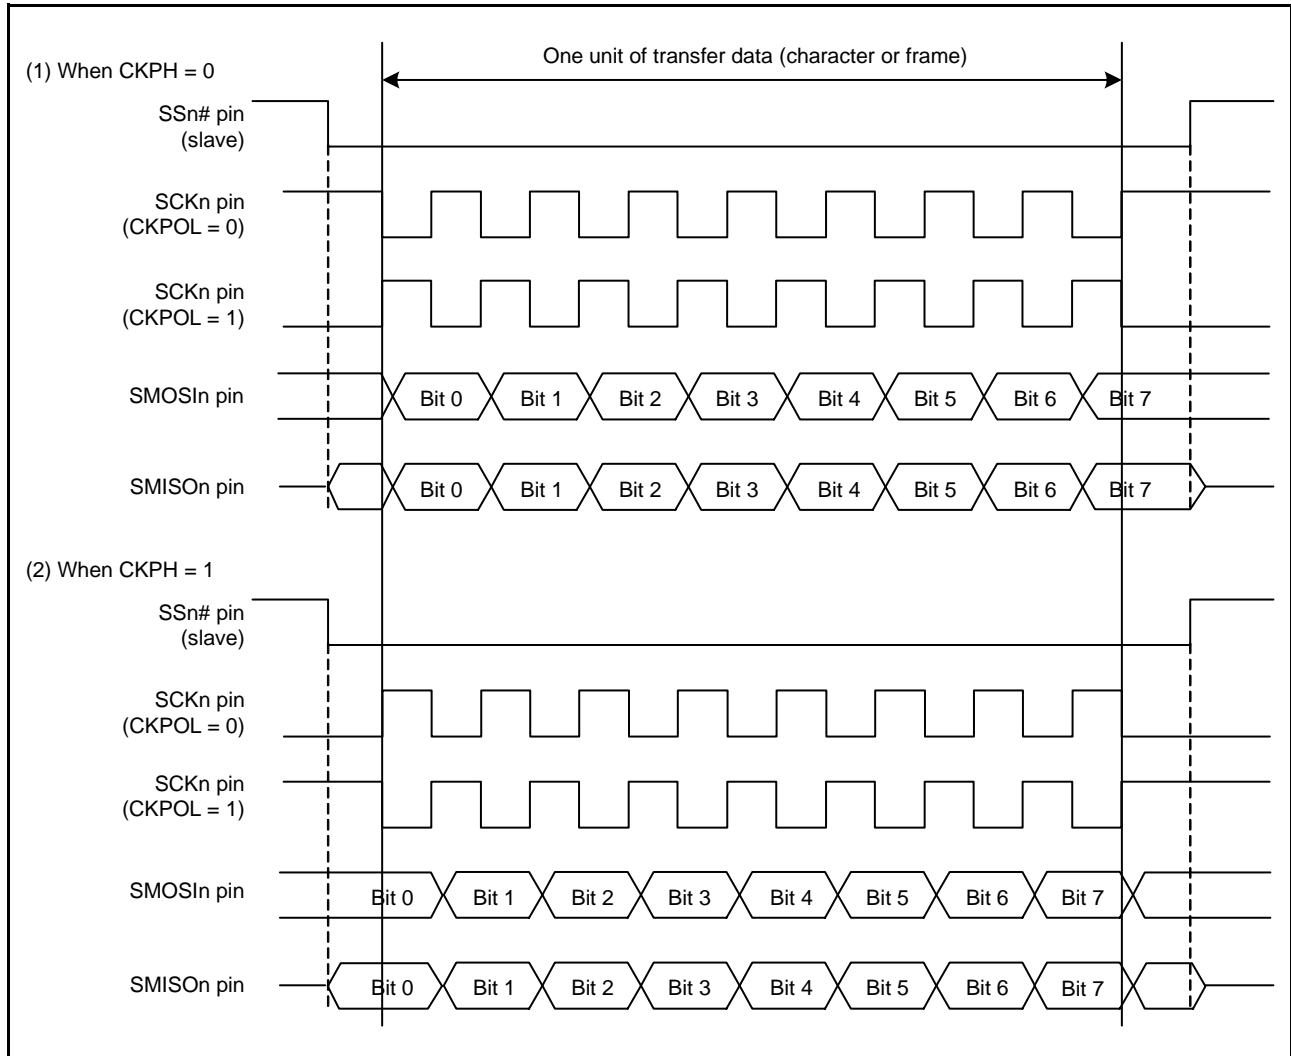 One unit of transfer data (character or frame)
(1) When CKPH = 0
SSn# pin
(slave)
SCKn pin
(CKPOL = 0)
SCKn pin
(CKPOL = 1)
SMOSIn pin
Bit 0 Bit 1 Bit 2 Bit 3 Bit 4 Bit 5 Bit 6 Bit 7
SMISOn pin
Bit 0 Bit 1 Bit 2 Bit 3 Bit 4 Bit 5 Bit 6 Bit 7
(2) When CKPH = 1
SSn# pin
(slave)
SCKn pin
(CKPOL = 0)
SCKn pin
(CKPOL = 1)
SMOSIn pin
Bit 0 Bit 1 Bit 2 Bit 3 Bit 4 Bit 5 Bit 6 Bit 7
SMISOn pin
Bit 0 Bit 1 Bit 2 Bit 3 Bit 4 Bit 5 Bit 6 Bit 7